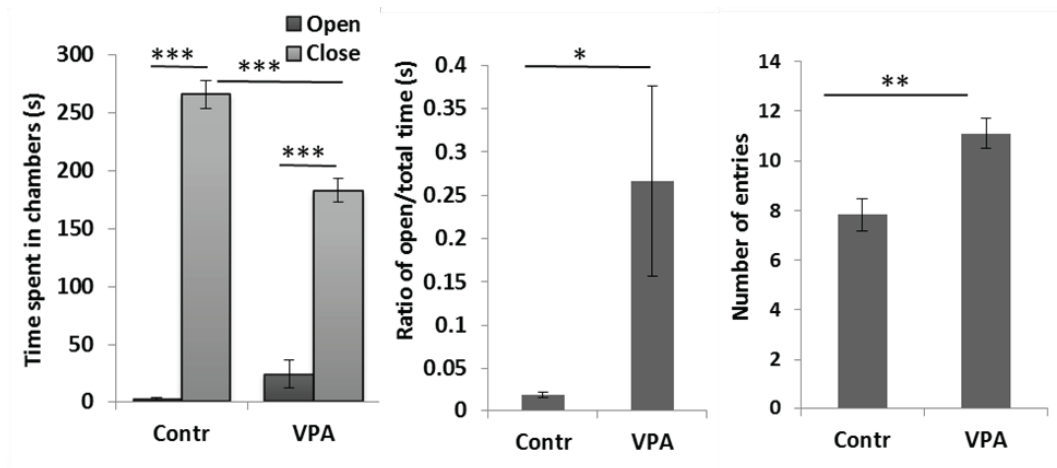 Open
Close
Time spent in chambers (s)
300
250
200
150
100
50
0
***
***
***
Contr
VPA
Ratio of open/total time (s)
0.4
0.35
0.3
0.25
0.2
0.15
0.1
0.05
0
*
Contr
VPA
Number of entries
14
12
10
8
6
4
2
0
**
Contr
VPA